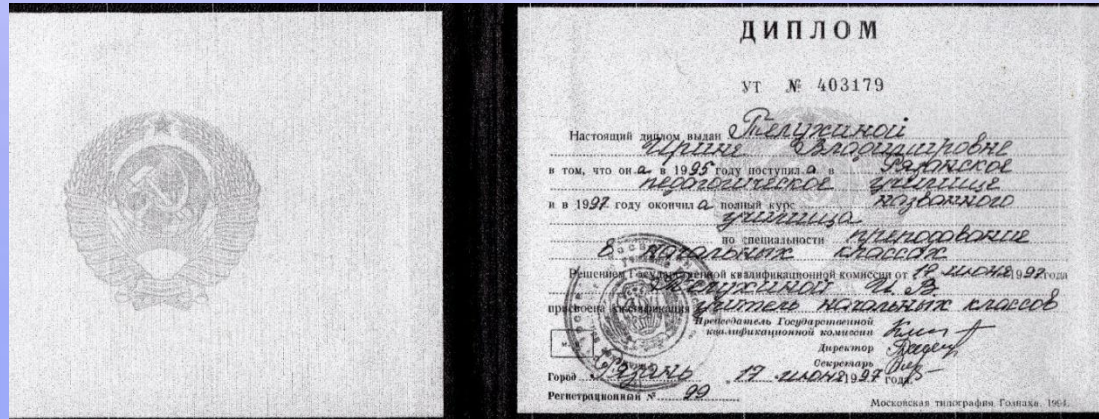 ДИПЛОМ
УТ № 403179
Настоящий диплом выдан Телужиной
Ирине Владимировне
в том, что она в 1995 году поступила в Рязанское
педагогическое училище
и в 1997 году окончила полный курс названного
училища
по специальности преподавание
в начальных классах
Решением Государственной квалификационной комиссии от 17 июня 1997 года
Телужиной И. В.
присвоена квалификация учитель начальных классов
Председатель Государственной
квалификационной комиссии
Директор
Секретарь
Город Рязань 17 июня 1997 года
Регистрационный № 99
Московская типография Гознака. 1994.